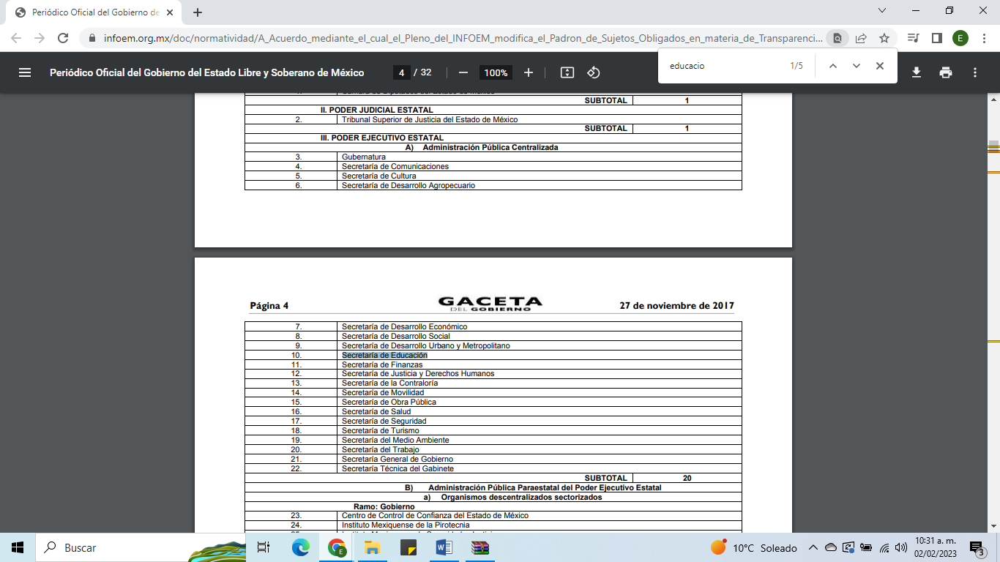 Periódico Oficial del Gobierno de
infoem.org.mx/doc/normatividad/A_Acuerdo_mediante_el_cual_el_Pleno_del_INFOEM_modifica_el_Padron_de_Sujetos_Obligados_en_materia_de_Transparenci...
E
educacio 1/5
Periódico Oficial del Gobierno del Estado Libre y Soberano de México
4 / 32
100%
SUBTOTAL 1
II. PODER JUDICIAL ESTATAL
2. Tribunal Superior de Justicia del Estado de México
SUBTOTAL 1
III. PODER EJECUTIVO ESTATAL
A) Administración Pública Centralizada
3. Gubernatura
4. Secretaría de Comunicaciones
5. Secretaría de Cultura
6. Secretaría de Desarrollo Agropecuario
Página 4
GACETA
DEL GOBIERNO
27 de noviembre de 2017
7. Secretaría de Desarrollo Económico
8. Secretaría de Desarrollo Social
9. Secretaría de Desarrollo Urbano y Metropolitano
10. Secretaría de Educación
11. Secretaría de Finanzas
12. Secretaría de Justicia y Derechos Humanos
13. Secretaría de la Contraloría
14. Secretaría de Movilidad
15. Secretaría de Obra Pública
16. Secretaría de Salud
17. Secretaría de Seguridad
18. Secretaría de Turismo
19. Secretaría del Medio Ambiente
20. Secretaría del Trabajo
21. Secretaría General de Gobierno
22. Secretaría Técnica del Gabinete
SUBTOTAL 20
B) Administración Pública Paraestatal del Poder Ejecutivo Estatal
a) Organismos descentralizados sectorizados
Ramo: Gobierno
23. Centro de Control de Confianza del Estado de México
24. Instituto Mexiquense de la Pirotecnia
Buscar
10°C Soleado
10:31 a. m.
02/02/2023
3